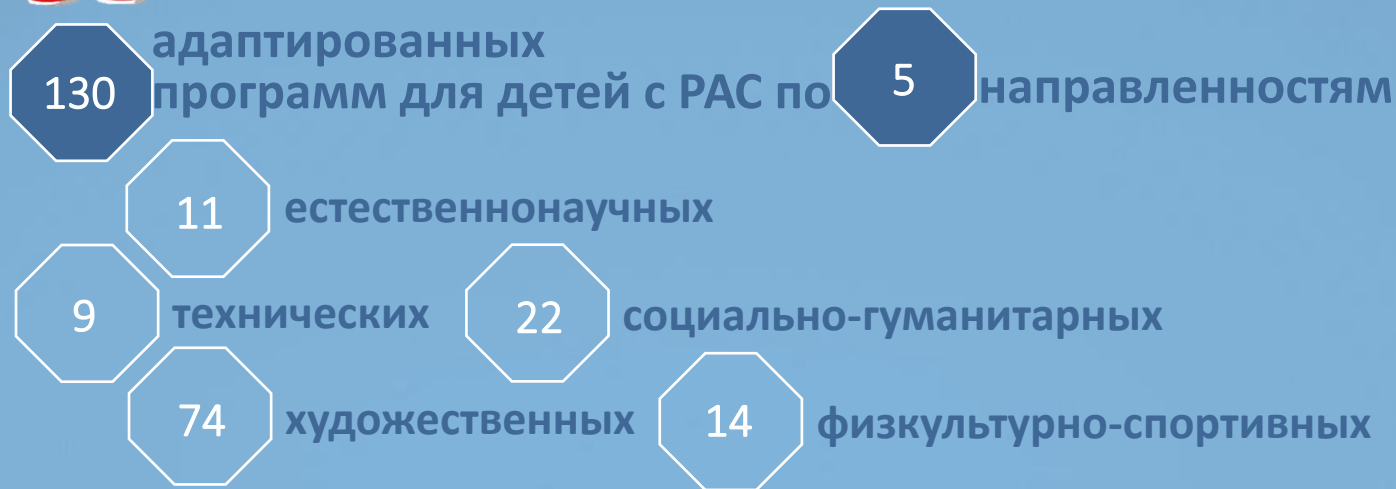 адаптированных
130 программ для детей с РАС по 5 направленностям
11 естественнонаучных
9 технических 22 социально-гуманитарных
74 художественных 14 физкультурно-спортивных